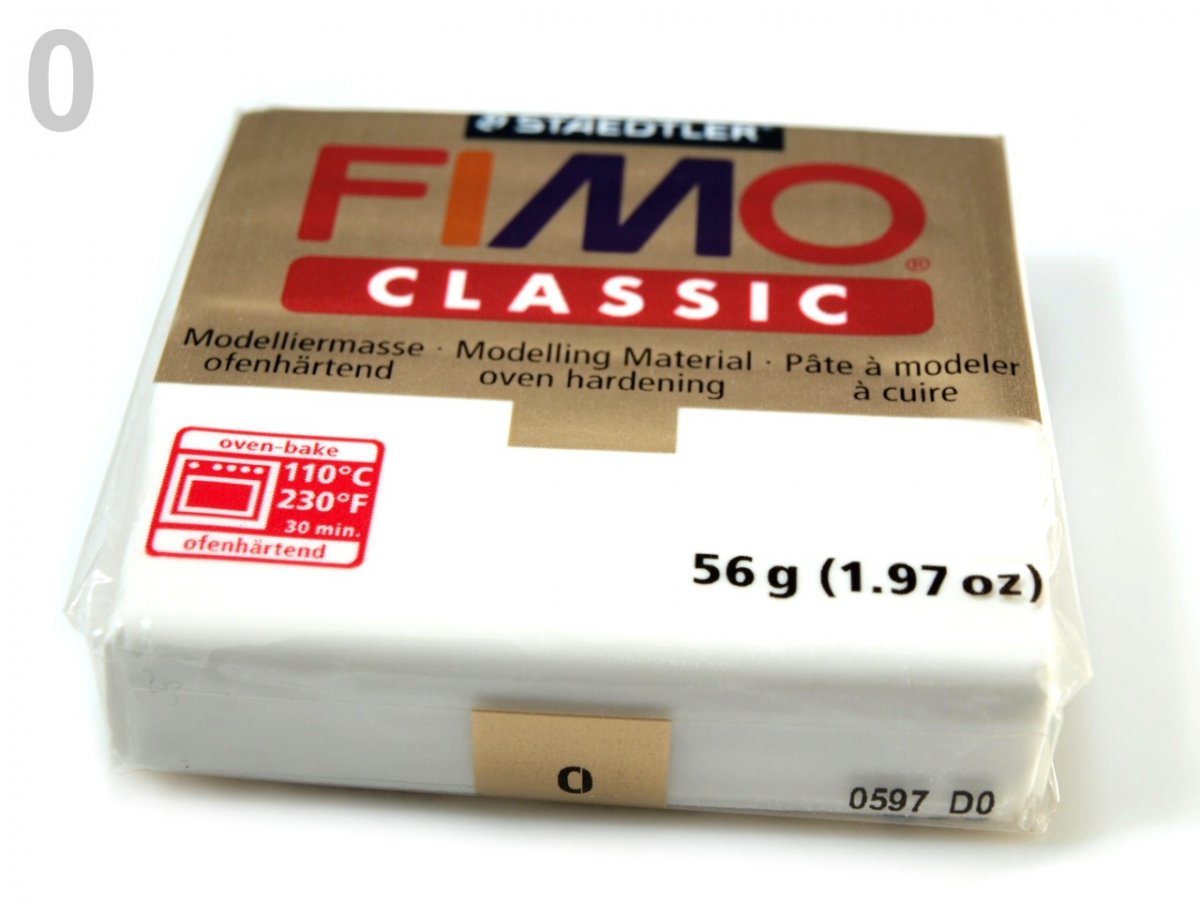 0
STAEDTLER
FIMO®
CLASSIC
Modelliermasse · Modelling Material · Pâte à modeler
ofenhärtend oven hardening à cuire
oven-bake
110°C
230°F
30 min.
ofenhärtend
56 g (1.97 oz)
0
0597 D0